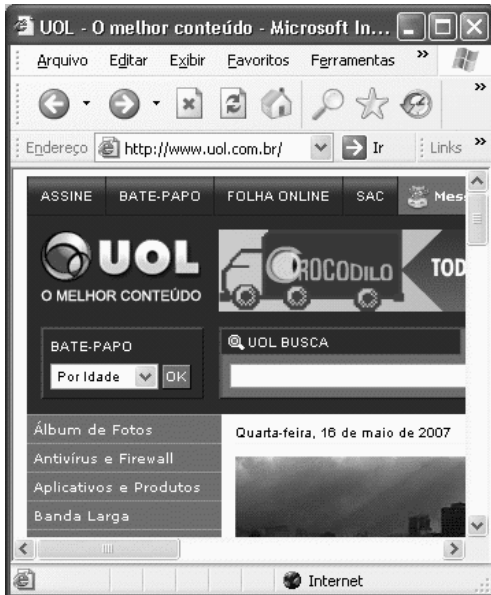 UOL - O melhor conteúdo - Microsoft In...
Arquivo Editar Exibir Favoritos Ferramentas »
»
Endereço http://www.uol.com.br/ Ir Links »
ASSINE BATE-PAPO FOLHA ONLINE SAC Mess
UOL
O MELHOR CONTEÚDO
CROCODILO TOD
BATE-PAPO
Por Idade OK
UOL BUSCA
Álbum de Fotos
Antivírus e Firewall
Aplicativos e Produtos
Banda Larga
Quarta-feira, 16 de maio de 2007
Internet